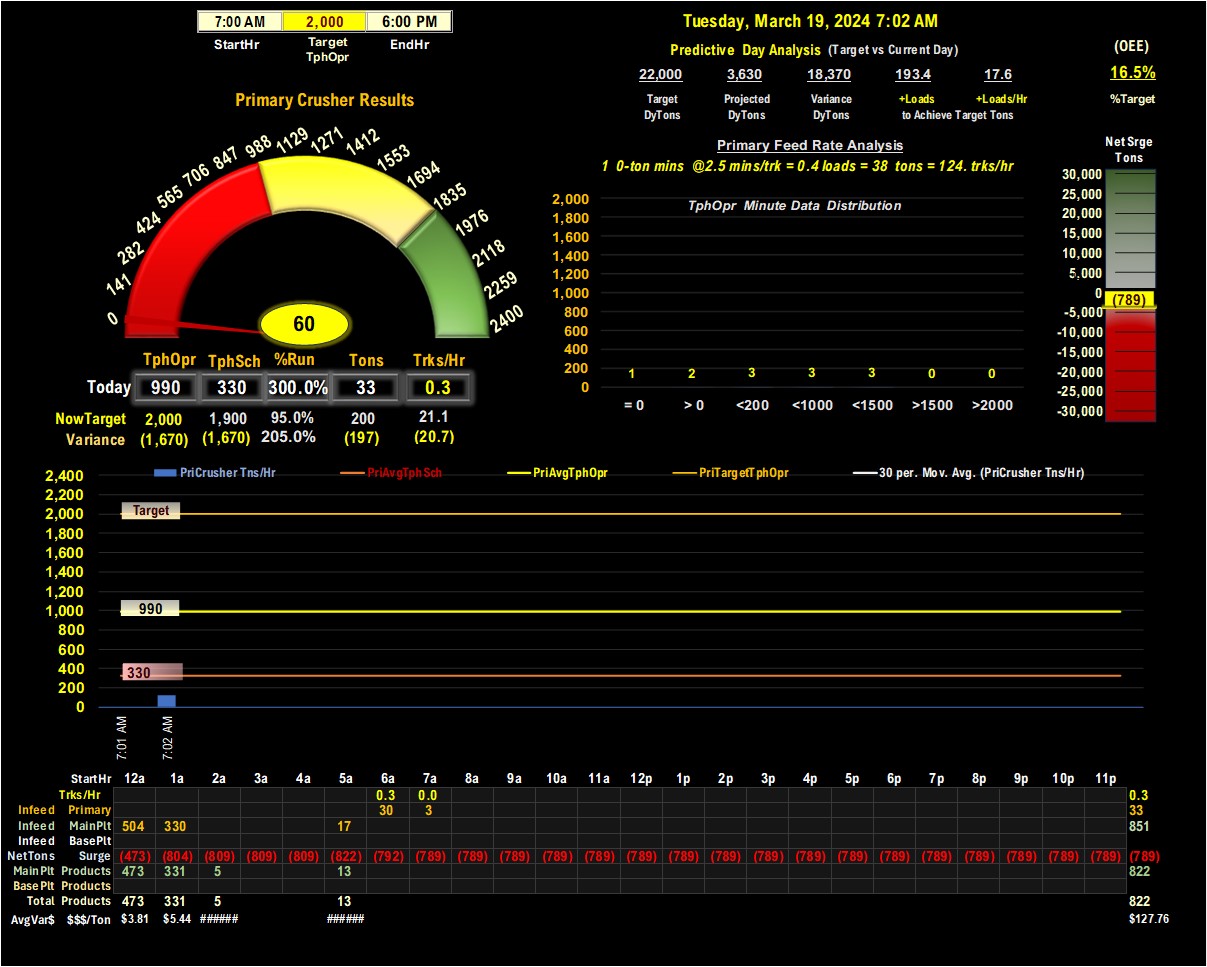 7:00 AM 2,000 6:00 PM
StartHr Target TphOpr EndHr
Tuesday, March 19, 2024 7:02 AM
Predictive Day Analysis (Target vs Current Day)
22,000 3,630 18,370 193.4 17.6
Target Projected Variance +Loads +Loads/Hr
DyTons DyTons DyTons to Achieve Target Tons
(OEE)
16.5%
%Target
Primary Crusher Results
0 141 282 424 565 706 847 988 1129 1271 1412 1553 1694 1835 1976 2118 2259 2400
60
TphOpr TphSch %Run Tons Trks/Hr
Today 990 330 300.0% 33 0.3
NowTarget 2,000 1,900 95.0% 200 21.1
Variance (1,670) (1,670) 205.0% (197) (20.7)
Primary Feed Rate Analysis
1 0-ton mins @2.5 mins/trk = 0.4 loads = 38 tons = 124. trks/hr
TphOpr Minute Data Distribution
2,000
1,800
1,600
1,400
1,200
1,000
800
600
400
200
0
1 2 3 3 3 0 0
= 0 > 0 <200 <1000 <1500 >1500 >2000
Net Srge
Tons
30,000
25,000
20,000
15,000
10,000
5,000
0
(789)
-5,000
-10,000
-15,000
-20,000
-25,000
-30,000
PriCrusher Tns/Hr PriAvgTphSch PriAvgTphOpr PriTargetTphOpr 30 per. Mov. Avg. (PriCrusher Tns/Hr)
2,400
2,200
2,000 Target
1,800
1,600
1,400
1,200
1,000 990
800
600
400 330
200
0
7:01 AM 7:02 AM
StartHr 12a 1a 2a 3a 4a 5a 6a 7a 8a 9a 10a 11a 12p 1p 2p 3p 4p 5p 6p 7p 8p 9p 10p 11p
Trks/Hr 0.3 0.0 0.3
Infeed Primary 30 3 33
Infeed MainPlt 504 330 17 851
Infeed BasePlt
NetTons Surge (473) (804) (809) (809) (809) (822) (792) (789) (789) (789) (789) (789) (789) (789) (789) (789) (789) (789) (789) (789) (789) (789) (789) (789) (789)
MainPlt Products 473 331 5 13 822
BasePlt Products
Total Products 473 331 5 13 822
AvgVar$ $$$/Ton $3.81 $5.44 ###### ###### $127.76